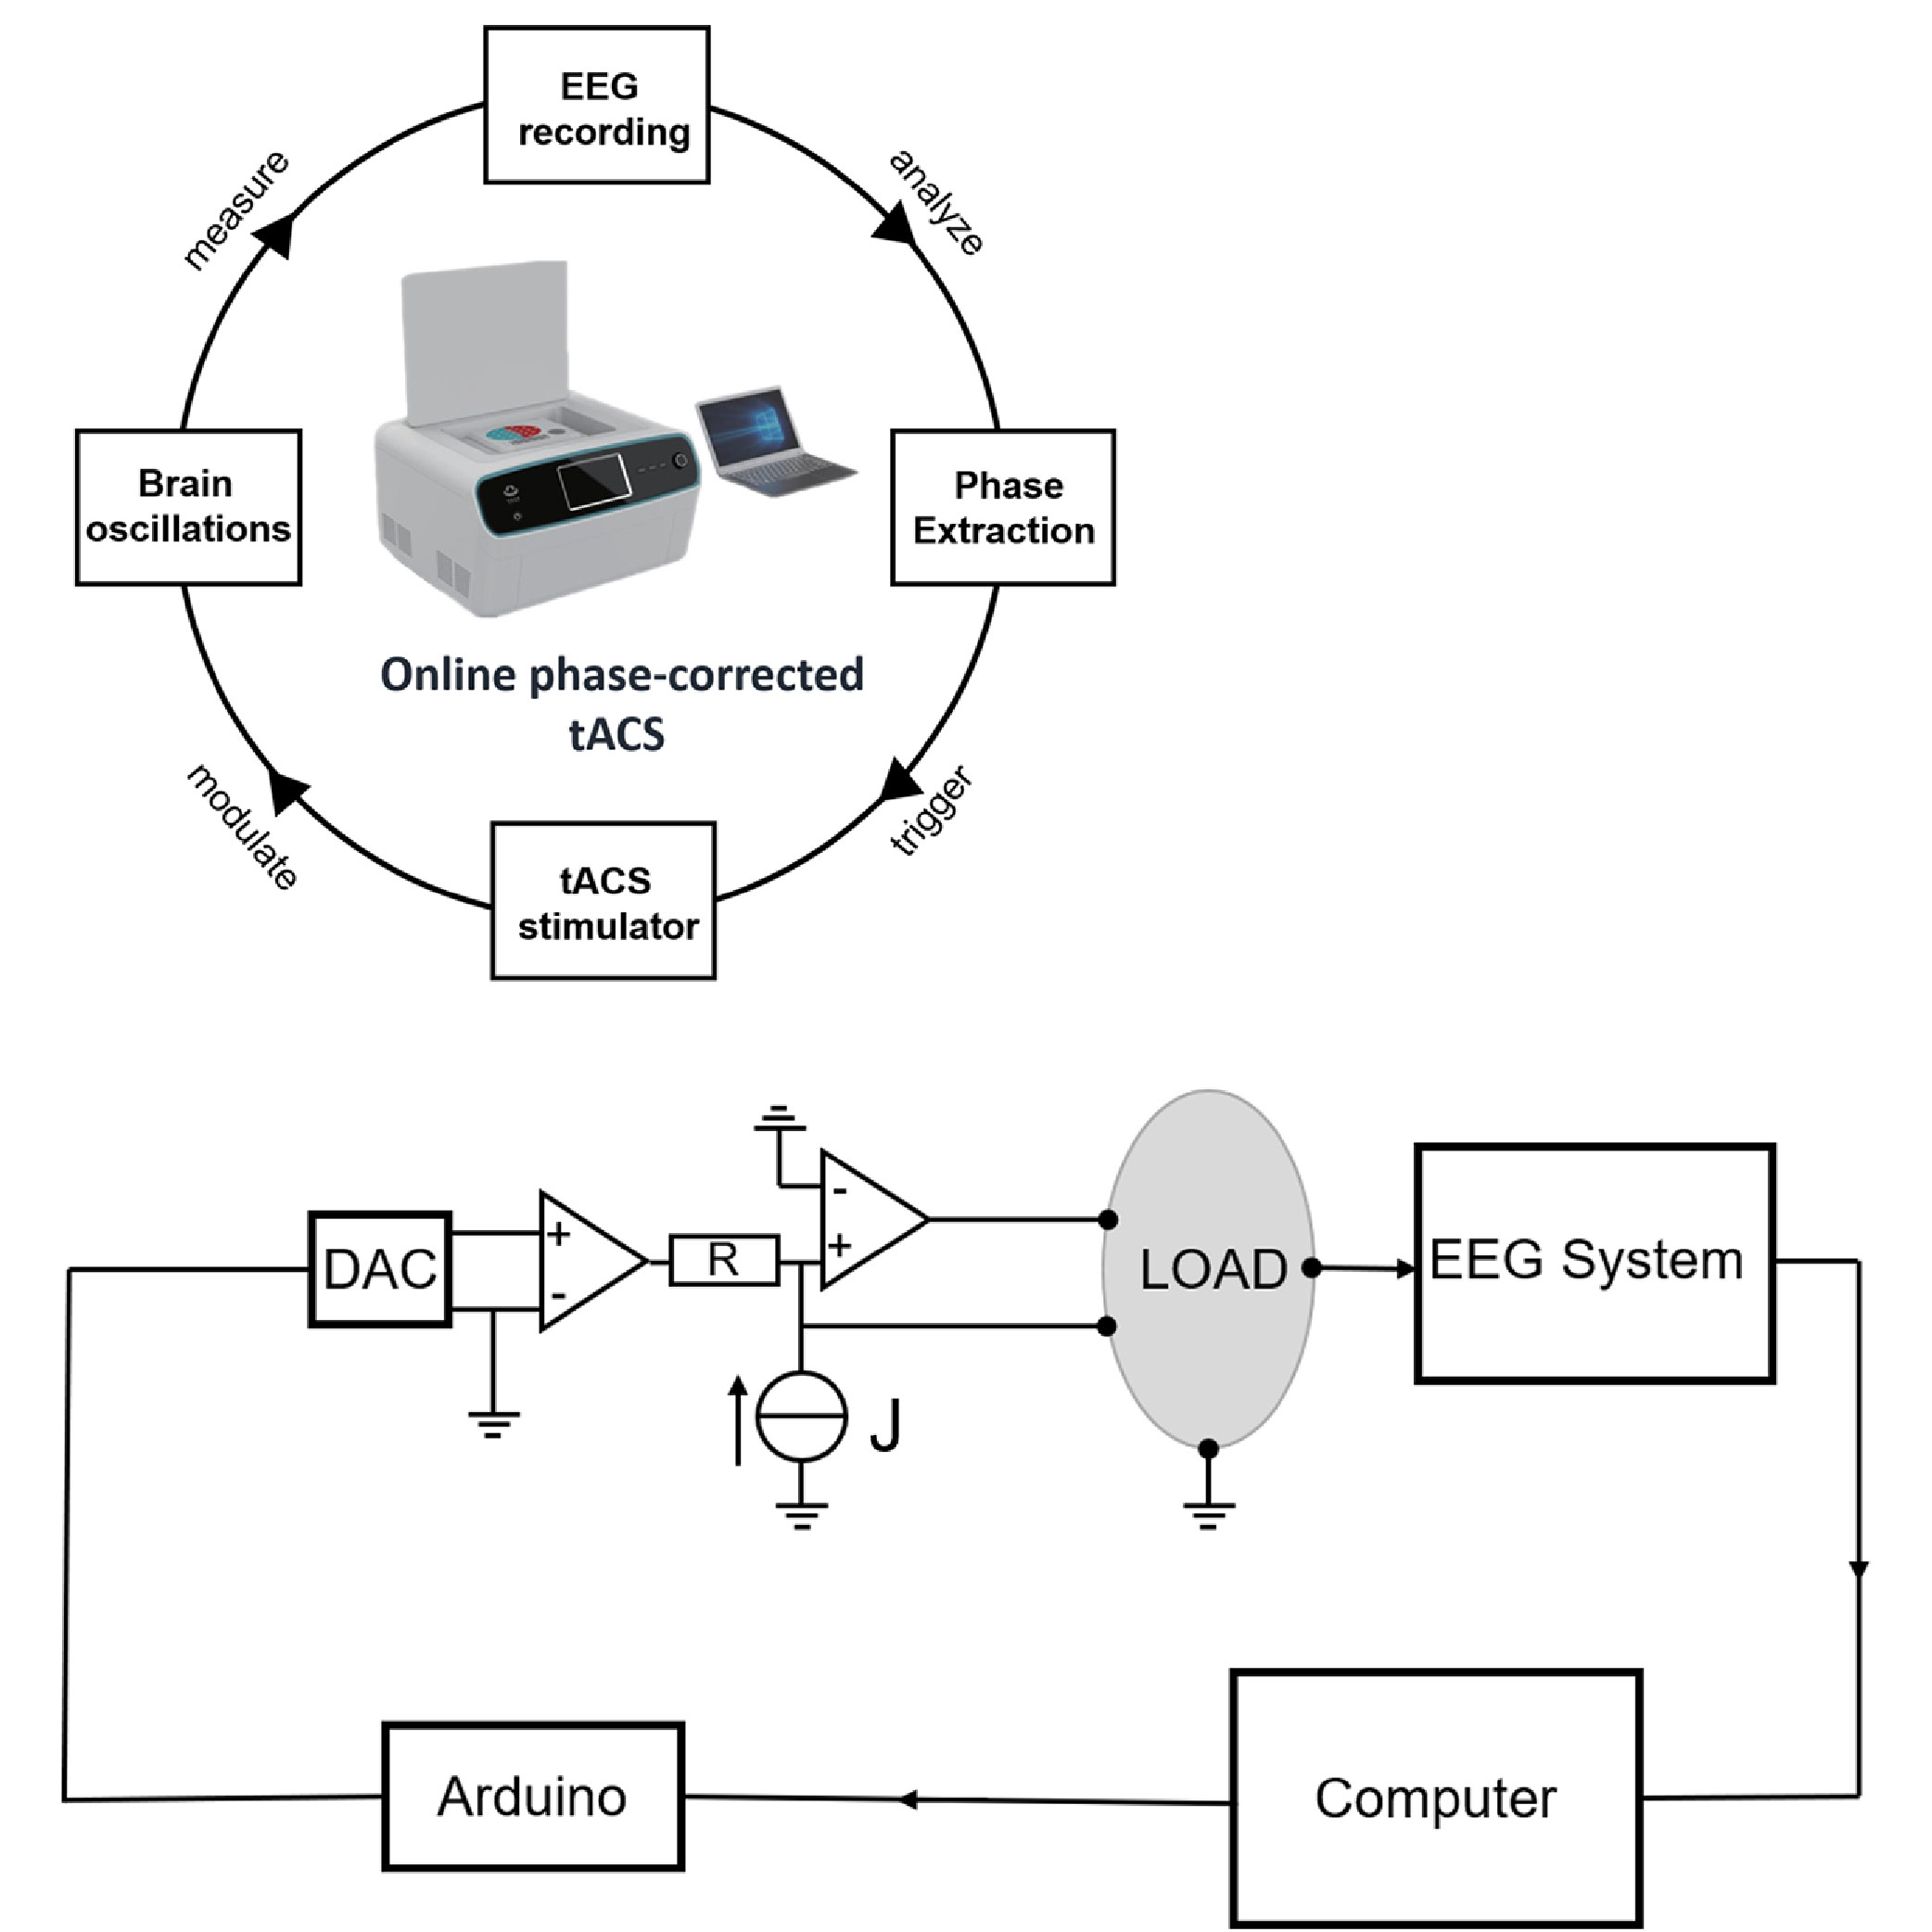 EEG
recording
measure
analyze
Brain
oscillations
Phase
Extraction
Online phase-corrected
tACS
modulate
trigger
tACS
stimulator
DAC
+
-
R
-
+
J
LOAD
EEG System
Arduino
Computer